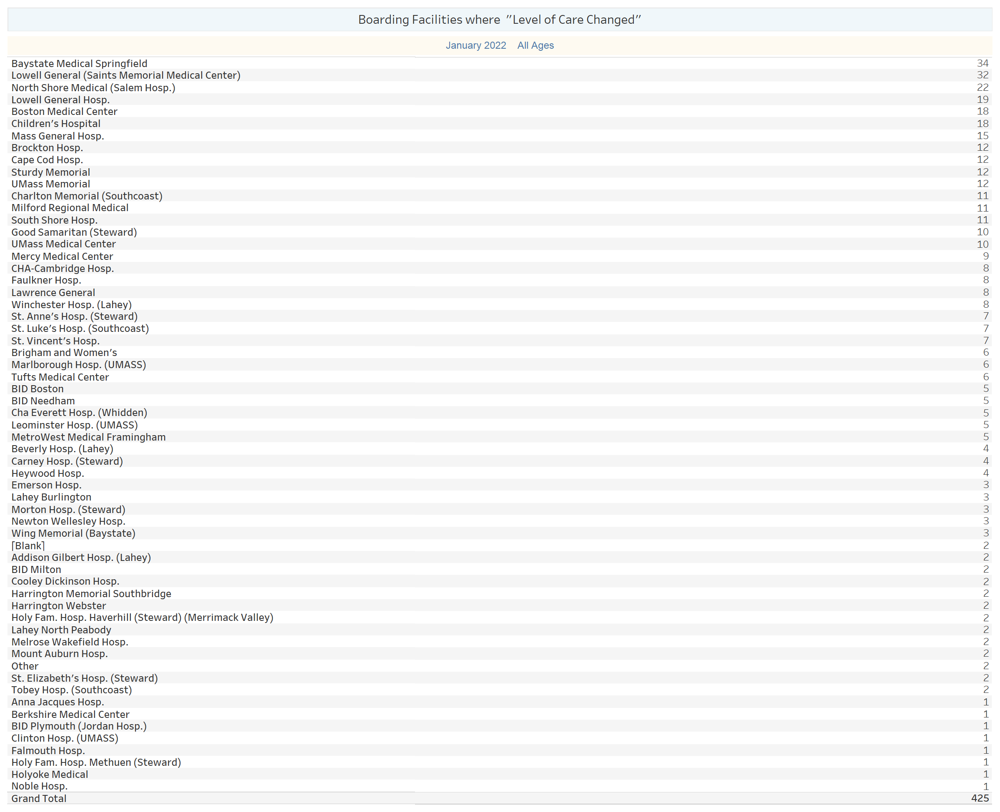 Boarding Facilities where "Level of Care Changed"
January 2022 All Ages
Baystate Medical Springfield 34
Lowell General (Saints Memorial Medical Center) 32
North Shore Medical (Salem Hosp.) 22
Lowell General Hosp. 19
Boston Medical Center 18
Children's Hospital 18
Mass General Hosp. 15
Brockton Hosp. 12
Cape Cod Hosp. 12
Sturdy Memorial 12
UMass Memorial 12
Charlton Memorial (Southcoast) 11
Milford Regional Medical 11
South Shore Hosp. 11
Good Samaritan (Steward) 10
UMass Medical Center 10
Mercy Medical Center 9
CHA-Cambridge Hosp. 8
Faulkner Hosp. 8
Lawrence General 8
Winchester Hosp. (Lahey) 8
St. Anne's Hosp. (Steward) 7
St. Luke's Hosp. (Southcoast) 7
St. Vincent's Hosp. 7
Brigham and Women's 6
Marlborough Hosp. (UMASS) 6
Tufts Medical Center 6
BID Boston 5
BID Needham 5
Cha Everett Hosp. (Whidden) 5
Leominster Hosp. (UMASS) 5
MetroWest Medical Framingham 5
Beverly Hosp. (Lahey) 4
Carney Hosp. (Steward) 4
Heywood Hosp. 4
Emerson Hosp. 3
Lahey Burlington 3
Morton Hosp. (Steward) 3
Newton Wellesley Hosp. 3
Wing Memorial (Baystate) 3
[Blank] 2
Addison Gilbert Hosp. (Lahey) 2
BID Milton 2
Cooley Dickinson Hosp. 2
Harrington Memorial Southbridge 2
Harrington Webster 2
Holy Fam. Hosp. Haverhill (Steward) (Merrimack Valley) 2
Lahey North Peabody 2
Melrose Wakefield Hosp. 2
Mount Auburn Hosp. 2
Other 2
St. Elizabeth's Hosp. (Steward) 2
Tobey Hosp. (Southcoast) 2
Anna Jacques Hosp. 1
Berkshire Medical Center 1
BID Plymouth (Jordan Hosp.) 1
Clinton Hosp. (UMASS) 1
Falmouth Hosp. 1
Holy Fam. Hosp. Methuen (Steward) 1
Holyoke Medical 1
Noble Hosp. 1
Grand Total 425